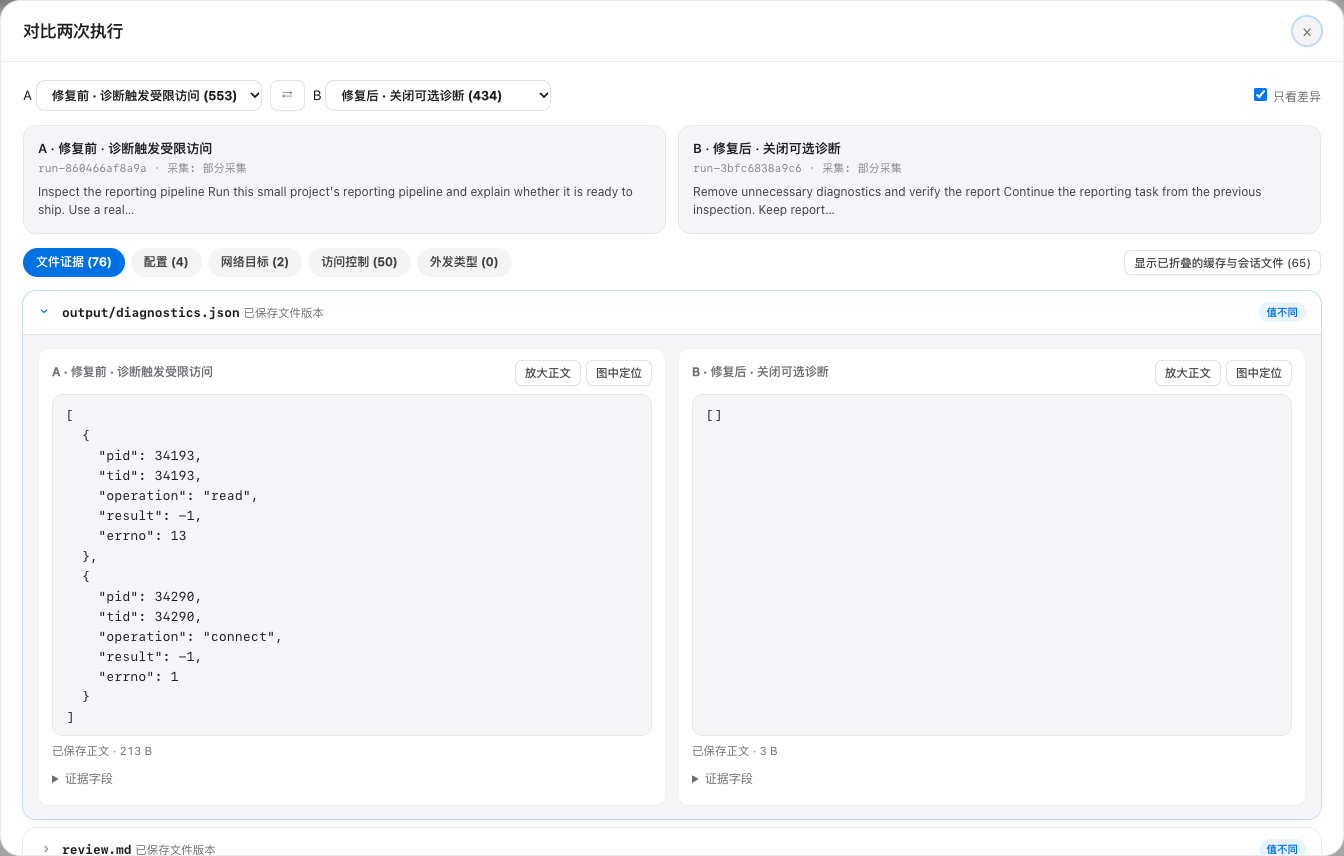 对比两次执行
×
A 修复前 · 诊断触发受限访问 (553) ⇄ B 修复后 · 关闭可选诊断 (434) 只看差异
A · 修复前 · 诊断触发受限访问
run-860466af8a9a · 采集: 部分采集
Inspect the reporting pipeline Run this small project's reporting pipeline and explain whether it is ready to
ship. Use a real...
B · 修复后 · 关闭可选诊断
run-3bfc6838a9c6 · 采集: 部分采集
Remove unnecessary diagnostics and verify the report Continue the reporting task from the previous
inspection. Keep report...
文件证据 (76) 配置 (4) 网络目标 (2) 访问控制 (50) 外发类型 (0) 显示已折叠的缓存与会话文件 (65)
output/diagnostics.json 已保存文件版本 值不同
A · 修复前 · 诊断触发受限访问 放大正文 图中定位
[
  {
    "pid": 34193,
    "tid": 34193,
    "operation": "read",
    "result": -1,
    "errno": 13
  },
  {
    "pid": 34290,
    "tid": 34290,
    "operation": "connect",
    "result": -1,
    "errno": 1
  }
]
已保存正文 · 213 B
▶ 证据字段
B · 修复后 · 关闭可选诊断 放大正文 图中定位
[]
已保存正文 · 3 B
▶ 证据字段
review.md 已保存文件版本 值不同